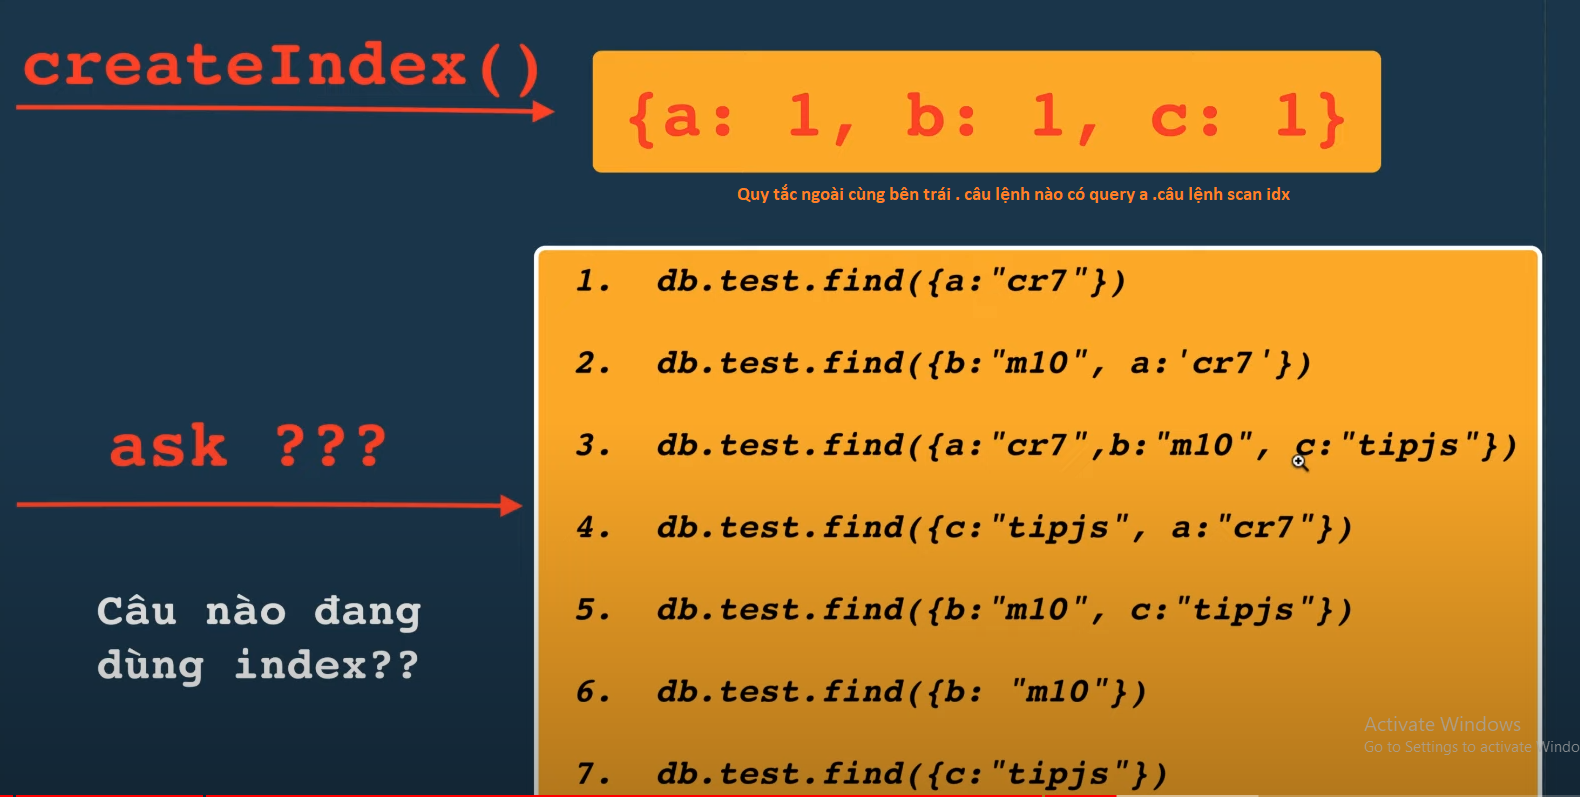 createIndex()
{a: 1, b: 1, c: 1}
Quy tắc ngoài cùng bên trái . câu lệnh nào có query a .câu lệnh scan idx
1. db.test.find({a:"cr7"})
2. db.test.find({b:"m10", a:'cr7'})
3. db.test.find({a:"cr7",b:"m10", c:"tipjs"})
ask ???
4. db.test.find({c:"tipjs", a:"cr7"})
Câu nào đang
dùng index??
5. db.test.find({b:"m10", c:"tipjs"})
6. db.test.find({b: "m10"})
7. db.test.find({c:"tipjs"})
Activate Windows
Go to Settings to activate Windo